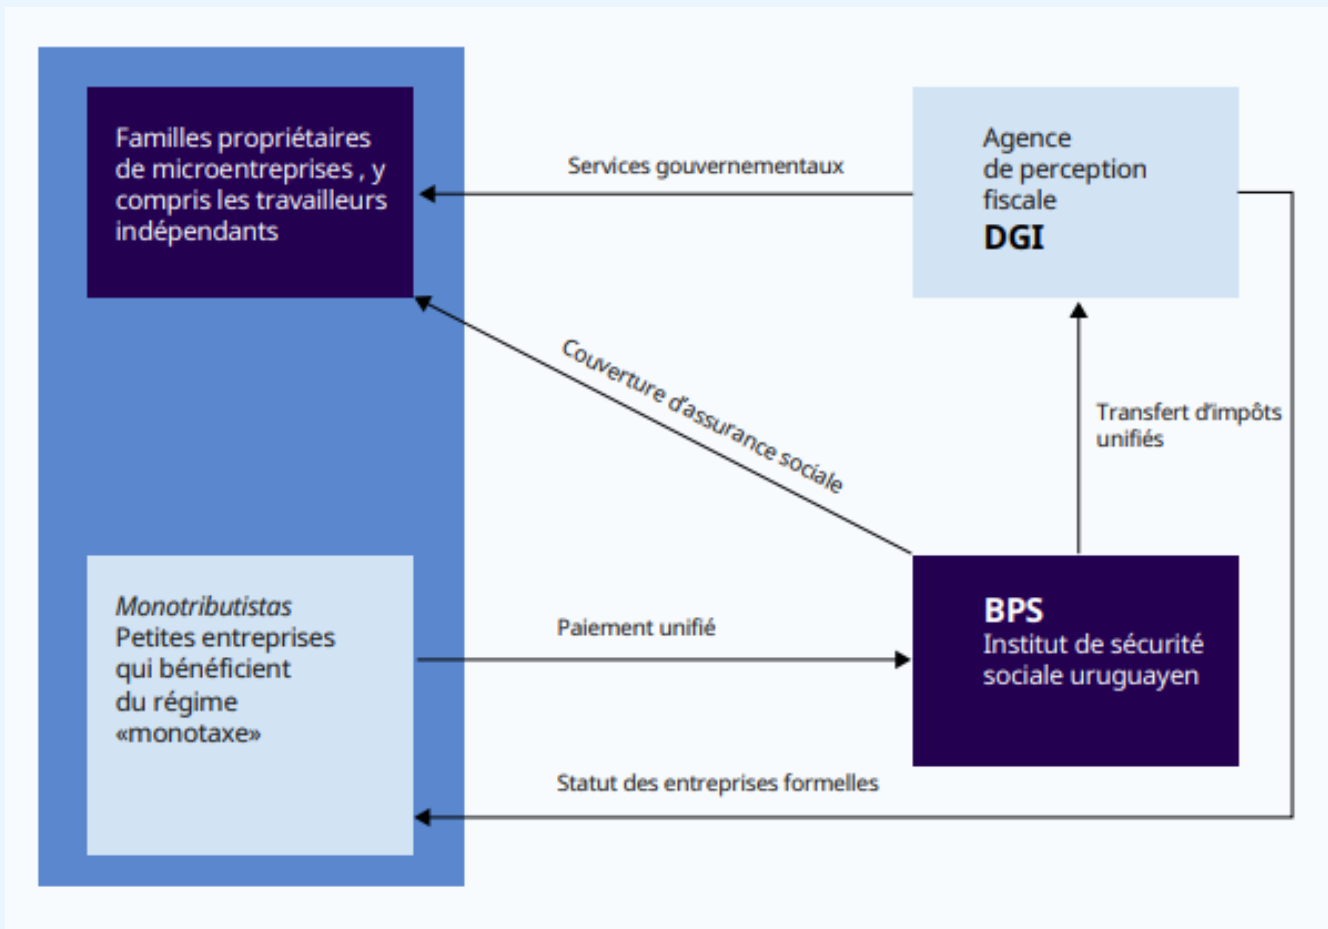 Familles propriétaires
de microentreprises , y
compris les travailleurs
indépendants
Services gouvernementaux
Agence
de perception
fiscale
DGI
Couverture d’assurance sociale
Transfert d’impôts
unifiés
Monotributistas
Petites entreprises
qui bénéficient
du régime
«monotaxe»
Paiement unifié
BPS
Institut de sécurité
sociale uruguayen
Statut des entreprises formelles